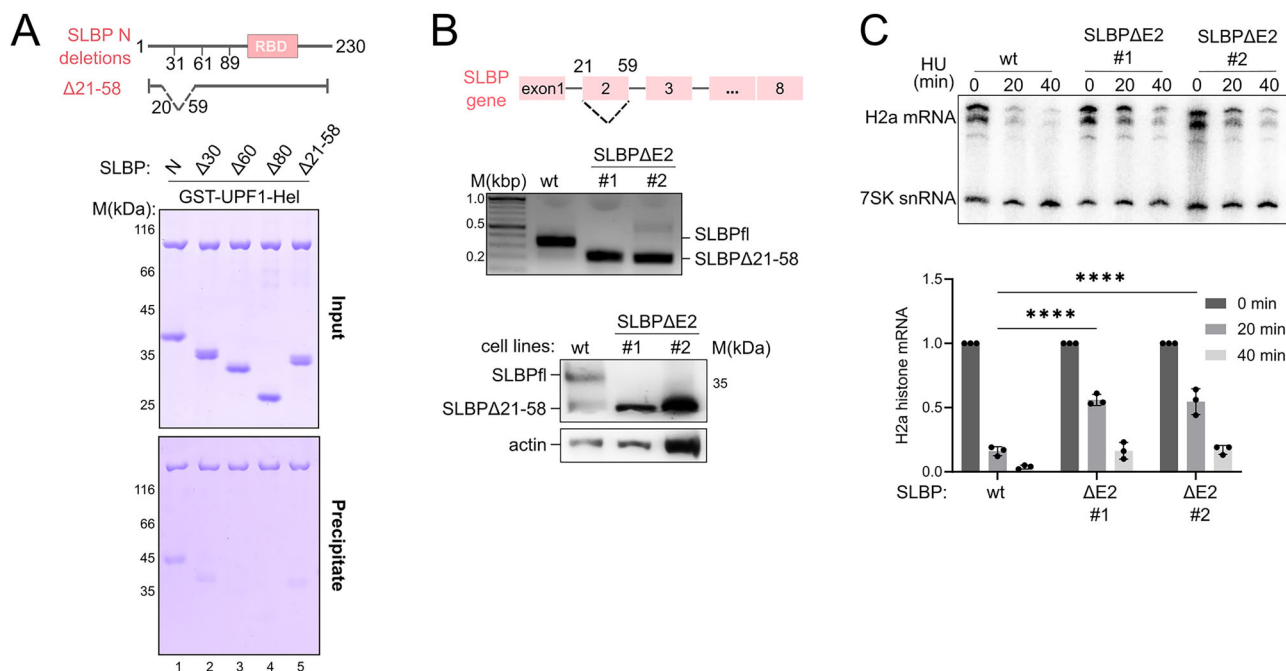 A
SLBP N
deletions
1
RBD
230
31
61
89
Δ21-58
20
59
SLBP:
N
Δ30
Δ60
Δ80
Δ21-58
GST-UPF1-Hel
M(kDa):
116
66
45
35
25
Input
116
66
45
35
Precipitate
1 2 3 4 5
B
21 59
SLBP
gene
exon1
2
3
...
8
SLBPΔE2
M(kbp) wt #1 #2
1.0
0.5
0.2
SLBPfl
SLBPΔ21-58
SLBPΔE2
cell lines: wt #1 #2 M(kDa)
SLBPfl
35
SLBPΔ21-58
actin
C
HU
(min)
wt
SLBPΔE2
#1
SLBPΔE2
#2
0 20 40 0 20 40 0 20 40
H2a mRNA
7SK snRNA
H2a histone mRNA
1.5
1.0
0.5
0.0
****
****
0 min
20 min
40 min
SLBP:
wt
ΔE2
#1
ΔE2
#2